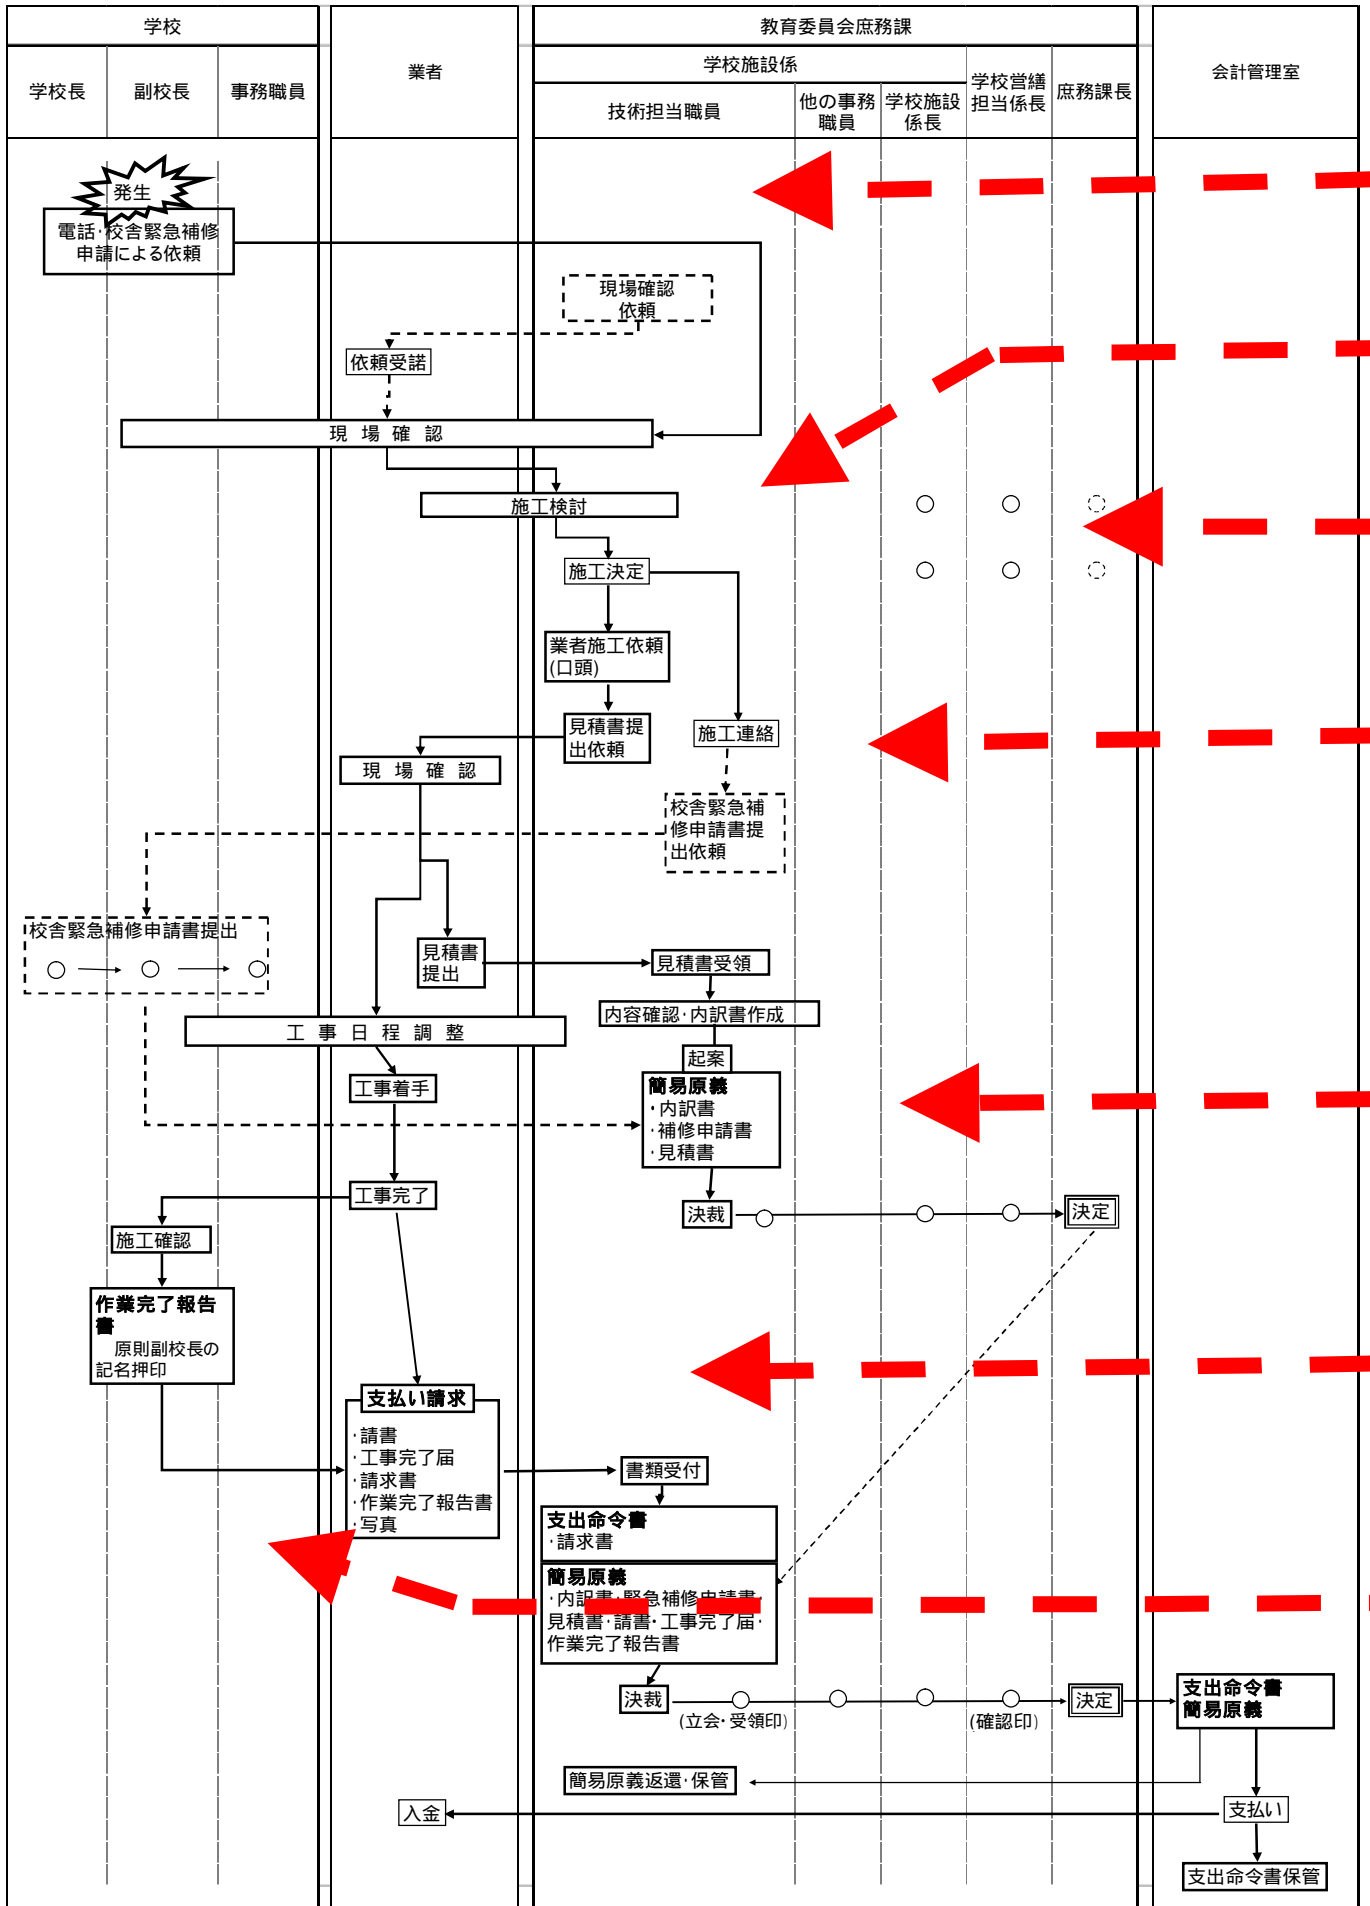 学校
業者
教育委員会庶務課
会計管理室
学校長
副校長
事務職員
学校施設係
技術担当職員
他の事務
職員
学校施設
係長
学校営繕
担当係長
庶務課長
発生
電話・校舎緊急補修
申請による依頼
現場確認
依頼
依頼受諾
現場確認
施工検討
施工決定
業者施工依頼
(口頭)
見積書提
出依頼
施工連絡
現場確認
校舎緊急補
修申請書提
出依頼
校舎緊急補修申請書提出
見積書
提出
見積書受領
内容確認・内訳書作成
工事日程調整
起案
工事着手
簡易原義
・内訳書
・補修申請書
・見積書
工事完了
決裁
決定
施工確認
作業完了報告
書
原則副校長の
記名押印
支払い請求
・請書
・工事完了届
・請求書
・作業完了報告書
・写真
書類受付
支出命令書
・請求書
簡易原義
・内訳書・緊急補修申請書・
見積書・請書・工事完了届・
作業完了報告書
決裁
(立会・受領印)
(確認印)
決定
支出命令書
簡易原義
簡易原義返還・保管
入金
支払い
支出命令書保管